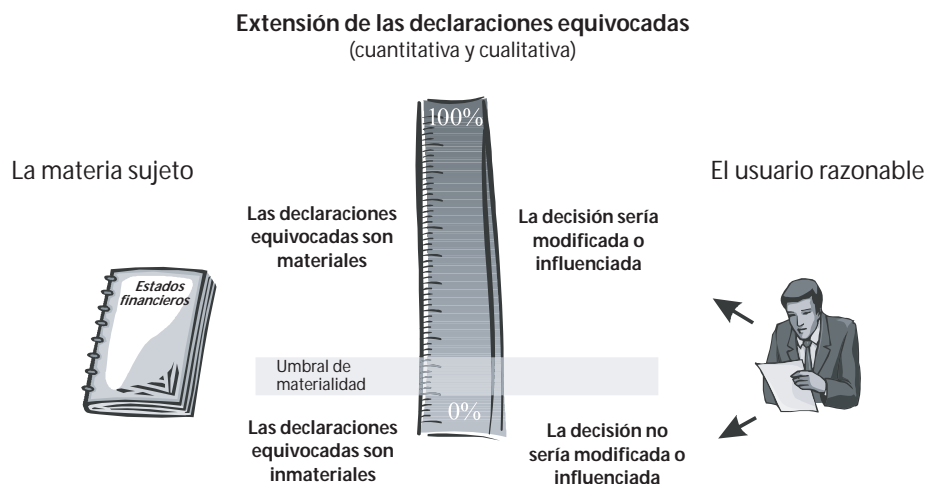 Extensión de las declaraciones equivocadas
(cuantitativa y cualitativa)
100%
La materia sujeto
El usuario razonable
Las declaraciones
equivocadas son
materiales
La decisión sería
modificada o
influenciada
Estados
financieros
Umbral de
materialidad
0%
Las declaraciones
equivocadas son
inmateriales
La decisión no
sería modificada o
influenciada